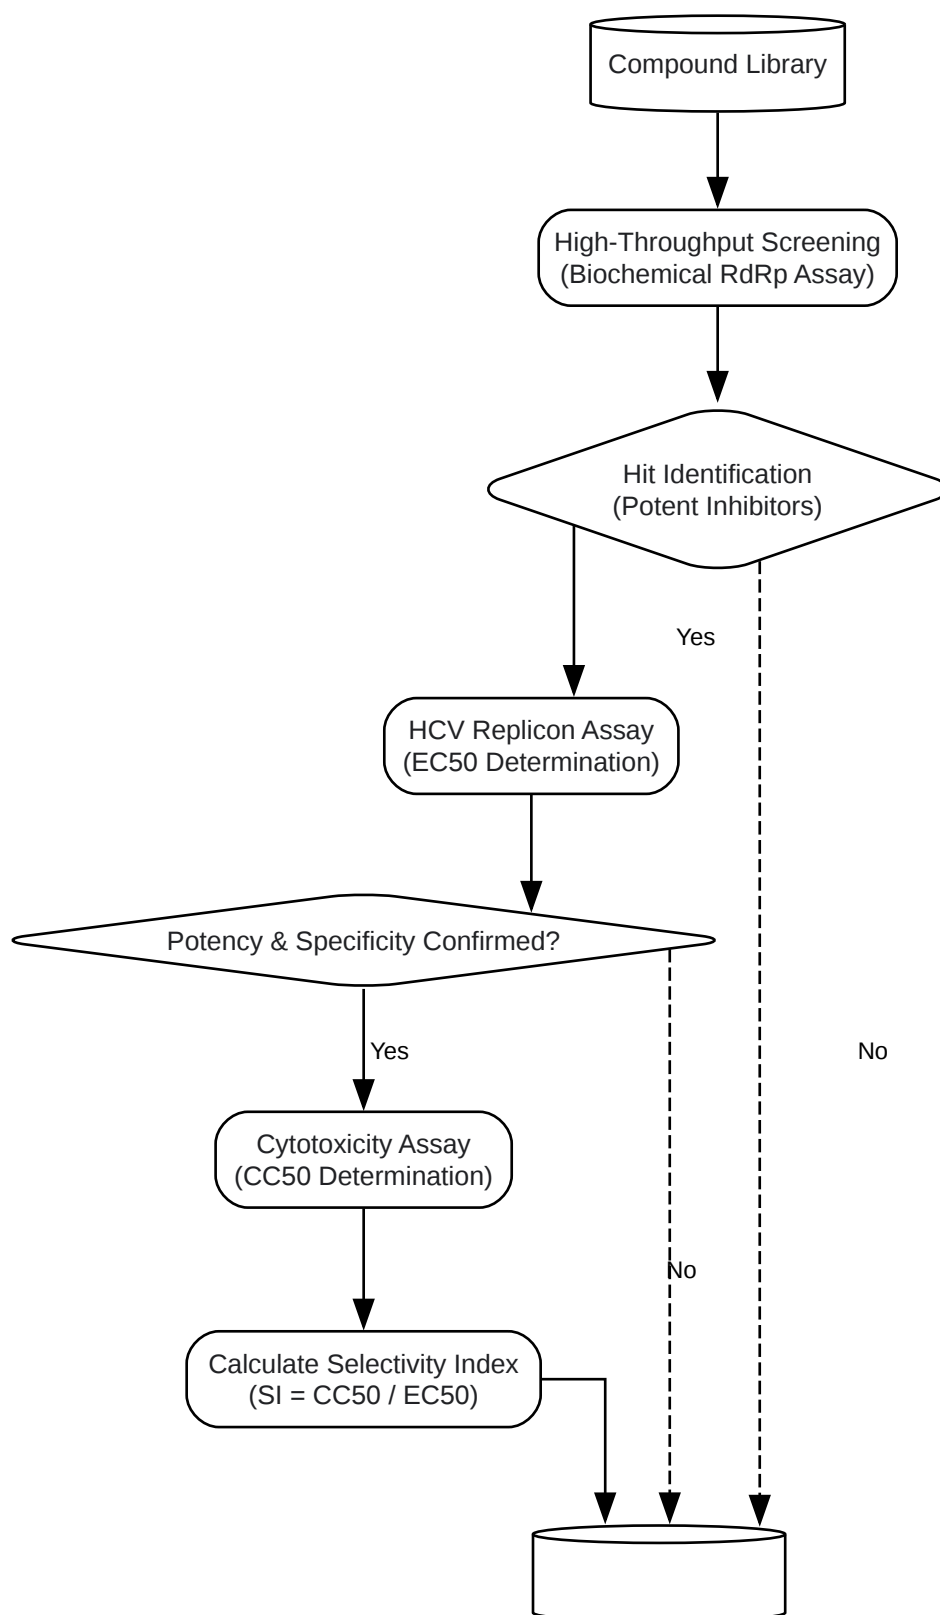 Compound Library
High-Throughput Screening
(Biochemical RdRp Assay)
Hit Identification
(Potent Inhibitors)
Yes
HCV Replicon Assay
(EC50 Determination)
Potency & Specificity Confirmed?
Yes
No
Cytotoxicity Assay
(CC50 Determination)
No
Calculate Selectivity Index
(SI = CC50 / EC50)